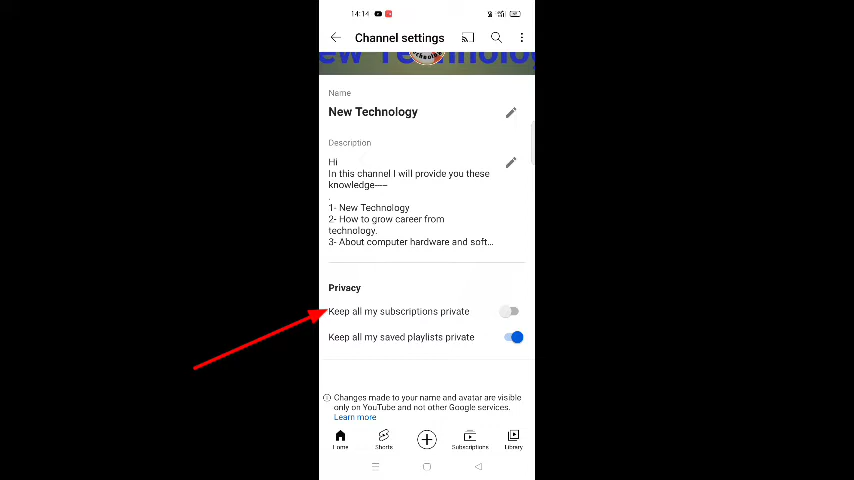 14:14
Channel settings
ew Technology
Name
New Technology
Description
Hi
In this channel I will provide you these
knowledge----
.
1- New Technology
2- How to grow career from
technology.
3- About computer hardware and soft...
Privacy
Keep all my subscriptions private
Keep all my saved playlists private
Changes made to your name and avatar are visible
only on YouTube and not other Google services.
Learn more
Home Shorts Subscriptions Library